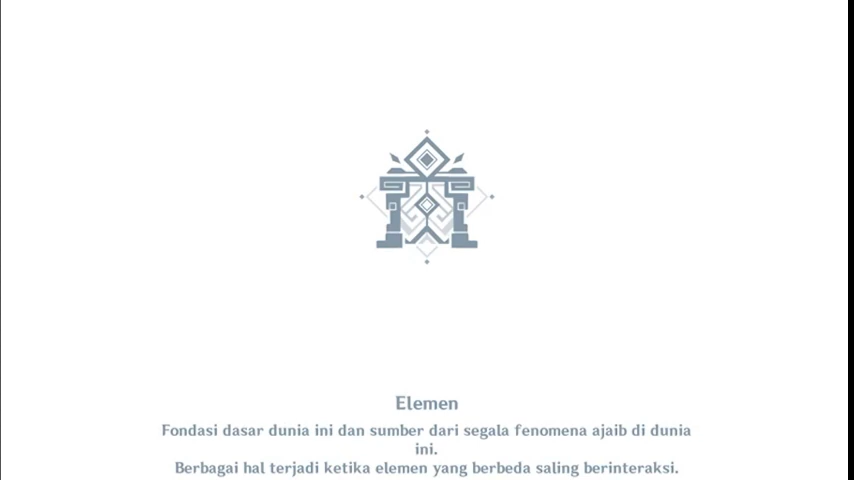 Elemen
Fondasi dasar dunia ini dan sumber dari segala fenomena ajaib di dunia
ini.
Berbagai hal terjadi ketika elemen yang berbeda saling berinteraksi.